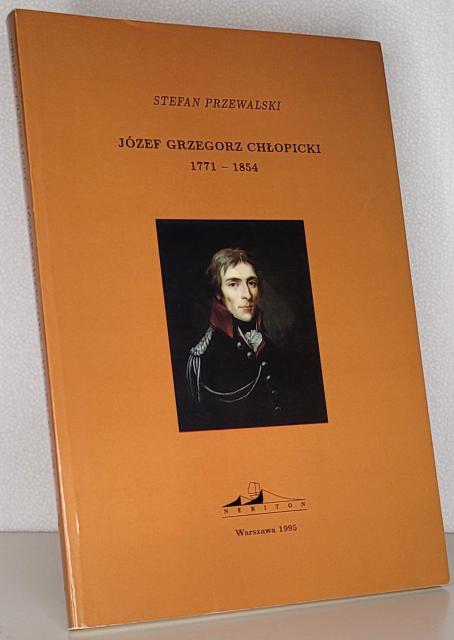 STEFAN PRZEWALSKI
JÓZEF GRZEGORZ CHŁOPICKI
1771 – 1854
NERITON
Warszawa 1995